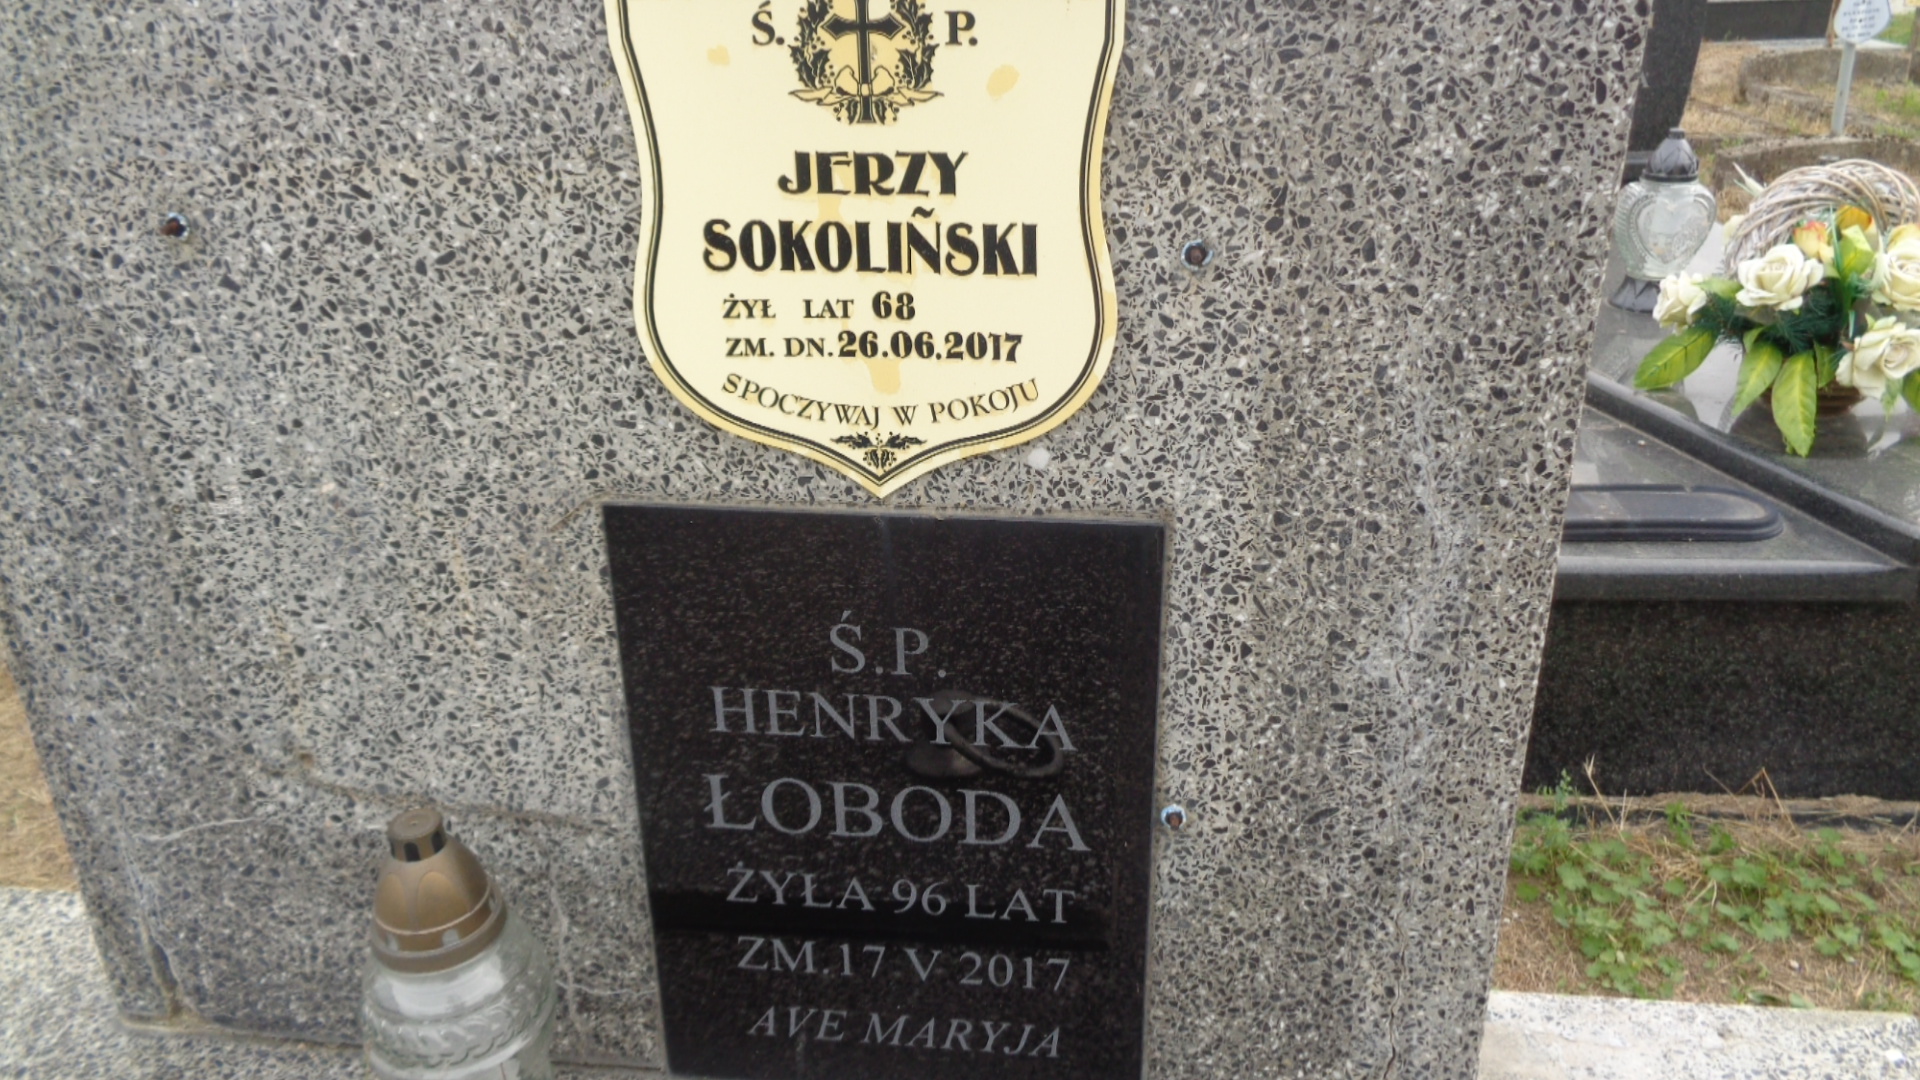 Ś. P.
JERZY
SOKOLIÑSKI
ŻYŁ LAT 68
ZM. DN. 26.06.2017
SPOCZYWAJ W POKOJU
Ś.P.
HENRYKA
ŁOBODA
ŻYŁA 96 LAT
ZM. 17 V 2017
AVE MARYJA